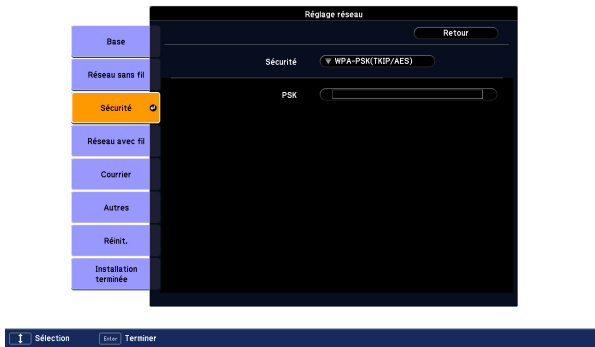 Réglage réseau
Retour
Base
Réseau sans fil
Sécurité
Réseau avec fil
Courrier
Autres
Réinit.
Installation
terminée
Sécurité
WPA-PSK(TKIP/AES)
PSK
Sélection
Enter
Terminer